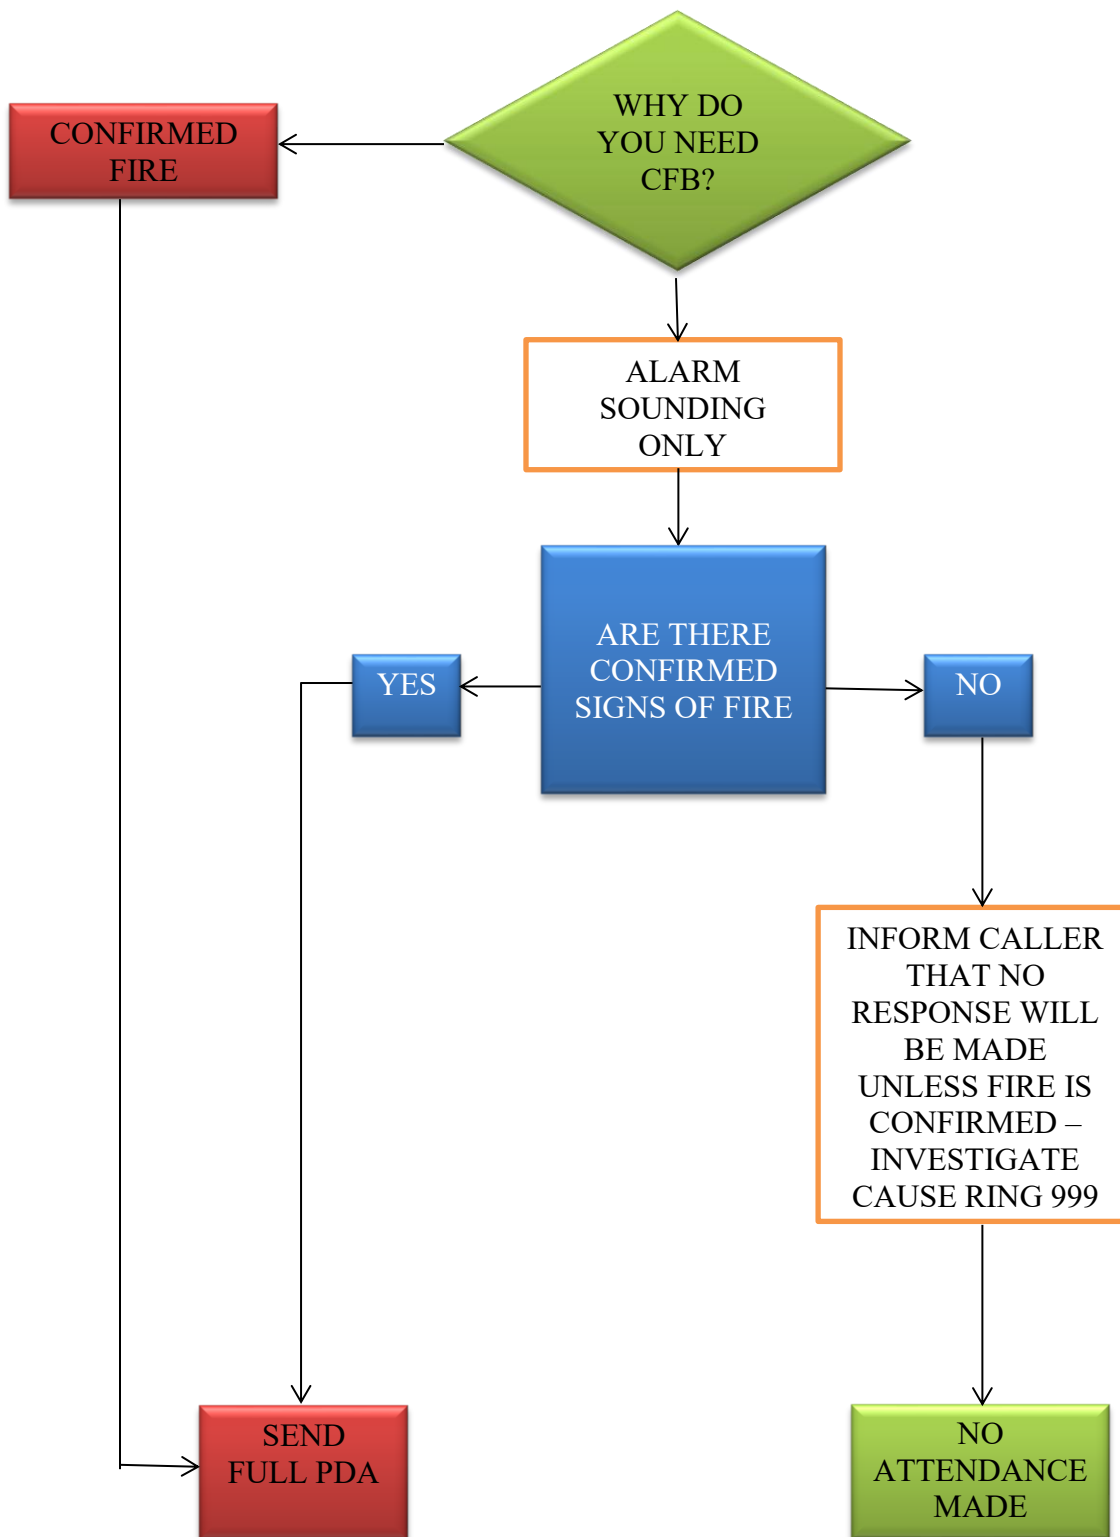 WHY DO
YOU NEED
CFB?
CONFIRMED
FIRE
ALARM
SOUNDING
ONLY
ARE THERE
CONFIRMED
SIGNS OF FIRE
YES
NO
INFORM CALLER
THAT NO
RESPONSE WILL
BE MADE
UNLESS FIRE IS
CONFIRMED –
INVESTIGATE
CAUSE RING 999
SEND
FULL PDA
NO
ATTENDANCE
MADE